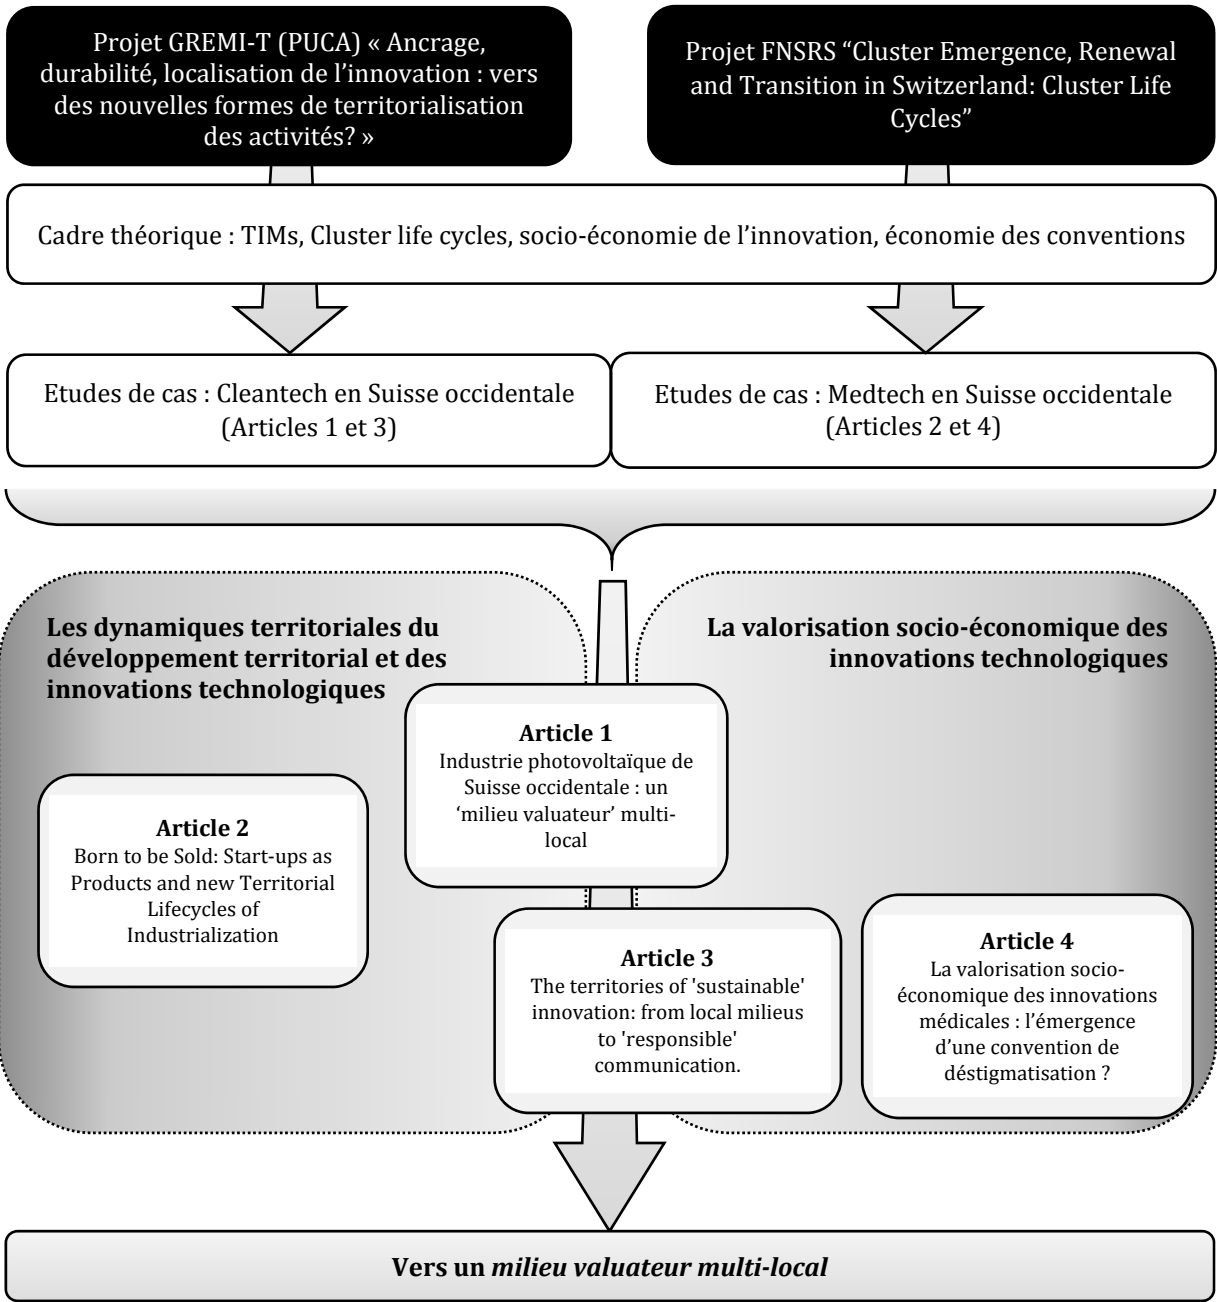 Projet GREMI-T (PUCA) « Ancrage,
durabilité, localisation de l’innovation : vers
des nouvelles formes de territorialisation
des activités? »
Projet FNSRS “Cluster Emergence, Renewal
and Transition in Switzerland: Cluster Life
Cycles”
Cadre théorique : TIMs, Cluster life cycles, socio-économie de l’innovation, économie des conventions
Etudes de cas : Cleantech en Suisse occidentale
(Articles 1 et 3)
Etudes de cas : Medtech en Suisse occidentale
(Articles 2 et 4)
Les dynamiques territoriales du
développement territorial et des
innovations technologiques
La valorisation socio-économique des
innovations technologiques
Article 1
Industrie photovoltaïque de
Suisse occidentale : un
‘milieu valuateur’ multi-
local
Article 2
Born to be Sold: Start-ups as
Products and new Territorial
Lifecycles of
Industrialization
Article 3
The territories of 'sustainable'
innovation: from local milieus
to 'responsible'
communication.
Article 4
La valorisation socio-
économique des innovations
médicales : l’émergence
d’une convention de
déstigmatisation ?
Vers un milieu valuateur multi-local